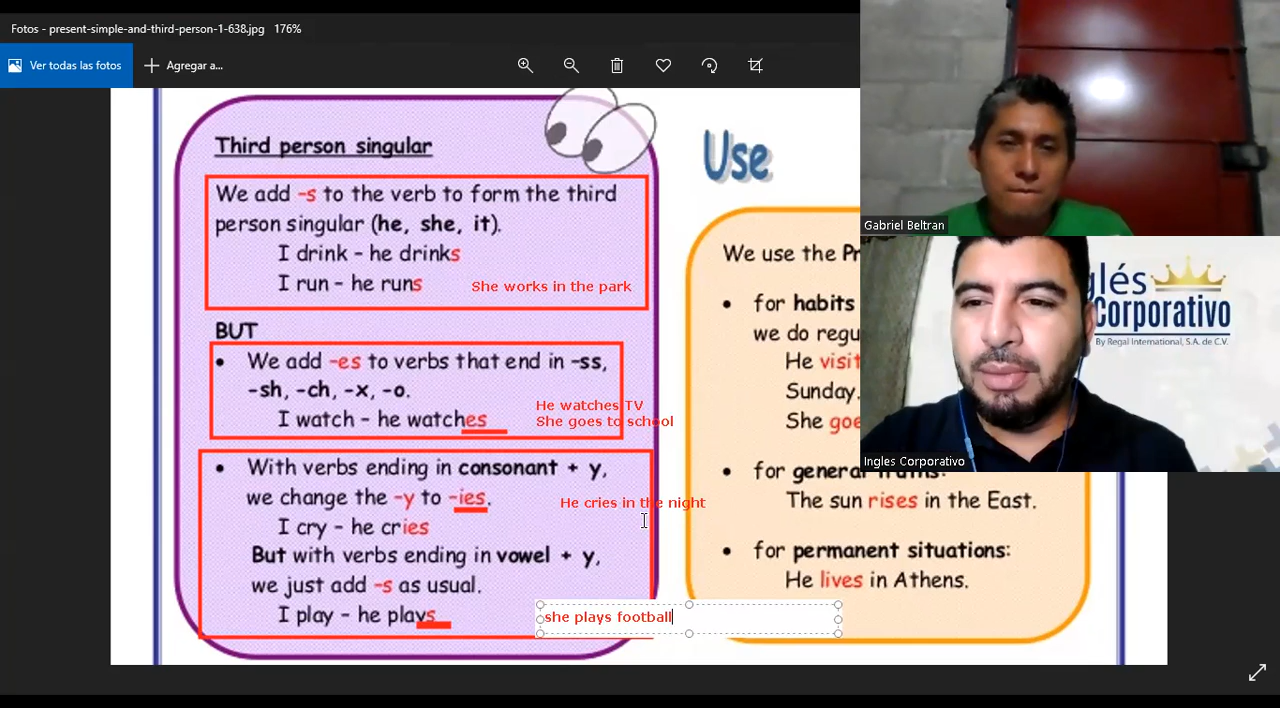 Fotos - present-simple-and-third-person-1-638.jpg 176%
Ver todas las fotos
Agregar a...
Third person singular
We add -s to the verb to form the third
person singular (he, she, it).
I drink – he drinks
I run – he runs
She works in the park
BUT
• We add -es to verbs that end in -ss,
-sh, -ch, -x, -o.
I watch – he watches
He watches TV
She goes to school
• With verbs ending in consonant + y,
we change the -y to -ies.
He cries in the night
I cry – he cries
But with verbs ending in vowel + y,
we just add -s as usual.
I play – he plays
she plays football
Use
We use the
• for habits
we do
He
Sunday.
She
• for general truths:
The sun rises in the East.
• for permanent situations:
He lives in Athens.
Gabriel Beltran
Corporativo
By Regal International, S.A. de C.V.
Ingles Corporativo